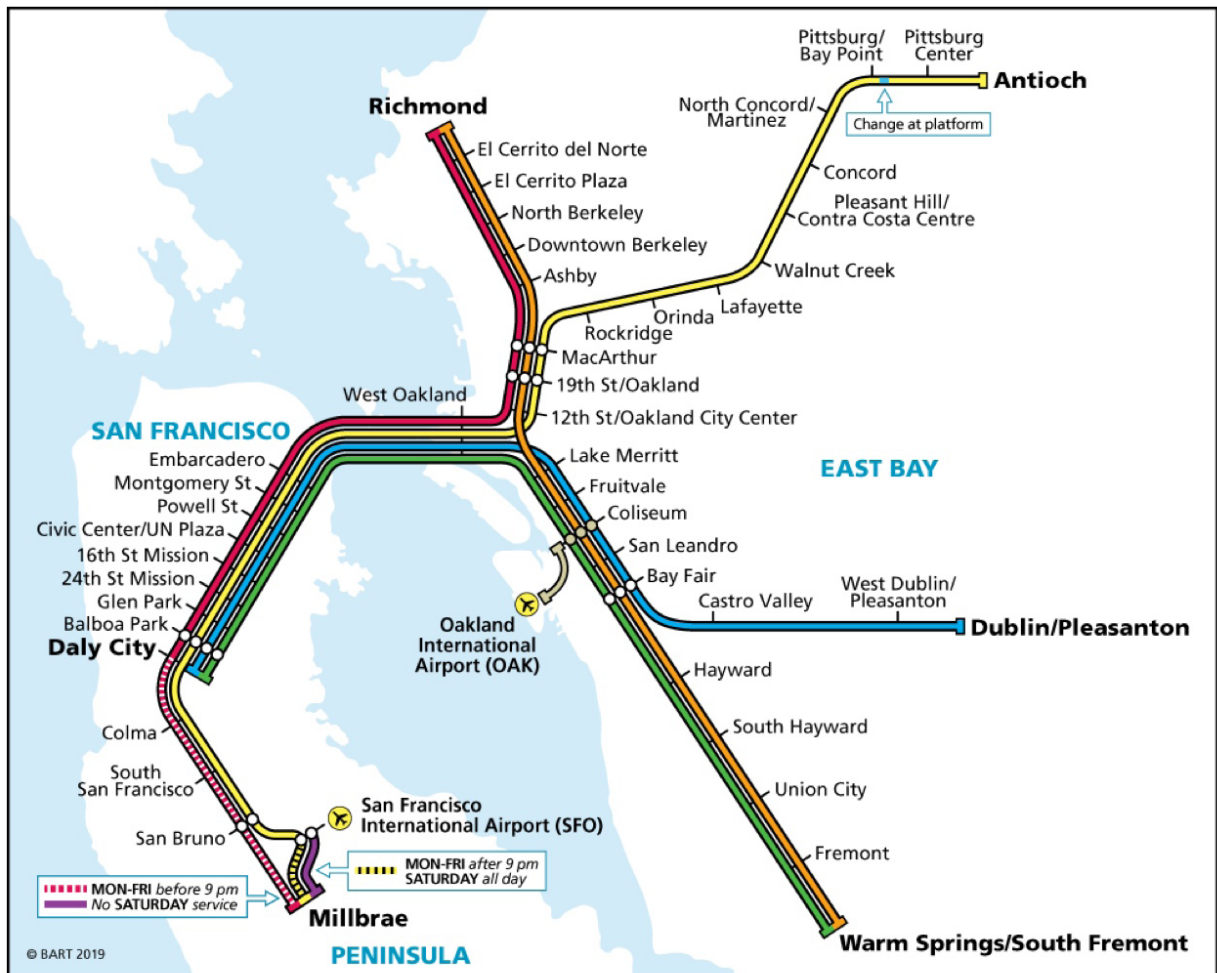 Pittsburg/
Bay Point
Pittsburg
Center
Antioch
Richmond
North Concord/
Martinez
Change at platform
El Cerrito del Norte
Concord
El Cerrito Plaza
Pleasant Hill/
Contra Costa Centre
North Berkeley
Downtown Berkeley
Walnut Creek
Ashby
Lafayette
Orinda
Rockridge
MacArthur
19th St/Oakland
West Oakland
12th St/Oakland City Center
SAN FRANCISCO
Embarcadero
Lake Merritt
EAST BAY
Montgomery St
Fruitvale
Powell St
Coliseum
Civic Center/UN Plaza
San Leandro
16th St Mission
24th St Mission
Bay Fair
Glen Park
Castro Valley
West Dublin/
Pleasanton
Balboa Park
Daly City
Oakland
International
Airport (OAK)
Dublin/Pleasanton
Hayward
Colma
South Hayward
South
San Francisco
Union City
San Francisco
International Airport (SFO)
San Bruno
Fremont
MON-FRI after 9 pm
SATURDAY all day
MON-FRI before 9 pm
No SATURDAY service
Millbrae
Warm Springs/South Fremont
© BART 2019
PENINSULA